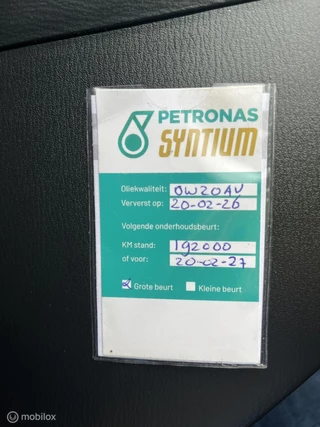 PETRONAS
SYNTIUM
Oliekwaliteit: 0W20AV
Ververst op: 20-02-26
Volgende onderhoudsbeurt:
KM stand: 192000
of voor: 20-02-27
Grote beurt Kleine beurt
mobilox